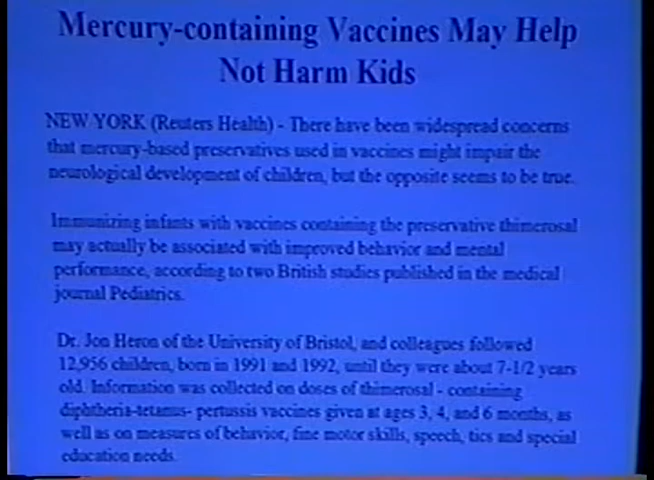 Mercury-containing Vaccines May Help
Not Harm Kids
NEW YORK (Reuters Health) - There have been widespread concerns
that mercury-based preservatives used in vaccines might impair the
neurological development of children, but the opposite seems to be true.
Immunizing infants with vaccines containing the preservative thimerosal
may actually be associated with improved behavior and mental
performance, according to two British studies published in the medical
journal Pediatrics.
Dr. Jon Heron of the University of Bristol, and colleagues followed
12,956 children, born in 1991 and 1992, until they were about 7-1/2 years
old. Information was collected on doses of thimerosal - containing
diphtheria-tetanus- pertussis vaccines given at ages 3, 4, and 6 months, as
well as on measures of behavior, fine motor skills, speech, tics and special
education needs.